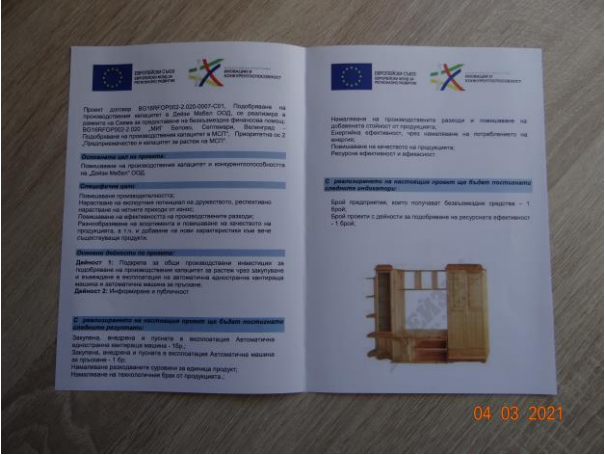 ЕВРОПЕЙСКИ СЪЮЗ
ЕВРОПЕЙСКИ ФОНД ЗА
РЕГИОНАЛНО РАЗВИТИЕ
ИНОВАЦИИ И
КОНКУРЕНТОСПОСОБНОСТ
Проект договор BG16RFOP002-2.020-0007-C01, Подобряване на
производствения капацитет в Дейзи Мебел ООД, се реализира в
рамките на Схема за предоставяне на безвъзмездна финансова помощ:
BG16RFOP002-2.020 „МИГ Белово, Септември, Велинград –
Подобряване на производствения капацитет в МСП", Приоритетна ос 2
„Предприемачество и капацитет за растеж на МСП".
Основната цел на проекта:
Повишаване на производствения капацитет и конкурентоспособността
на „Дейзи Мебел" ООД.
Специфични цели:
Повишаване производителността;
Нарастване на експортния потенциал на дружеството, респективно
нарастване на нетните приходи от износ;
Повишаване на ефективността на производствените разходи;
Разнообразяване на асортимента и повишаване на качеството на
продукцията, в т.ч. и добавяне на нови характеристики към вече
съществуващи продукти.
Основни дейности по проекта:
Дейност 1: Подкрепа за общи производствени инвестиции за
подобряване на производствения капацитет за растеж чрез закупуване
и въвеждане в експлоатация на автоматична едностранна кантираща
машина и автоматична машина за пръскане.
Дейност 2: Информиране и публичност
С реализирането на настоящия проект ще бъдат постигнати
следните резултати:
Закупена, внедрена и пусната в експлоатация Автоматична
едностранна кантираща машина - 1бр.;
Закупена, внедрена и пусната в експлоатация Автоматична машина
за пръскане - 1 бр.
Намаляване разходваните суровини за единица продукт;
Намаляване на технологичния брак от продукцията.;
ЕВРОПЕЙСКИ СЪЮЗ
ЕВРОПЕЙСКИ ФОНД ЗА
РЕГИОНАЛНО РАЗВИТИЕ
ИНОВАЦИИ И
КОНКУРЕНТОСПОСОБНОСТ
Намаляване на производствените разходи и повишаване на
добавената стойност от продукцията;
Енергийна ефективност, чрез намаляване на потреблението на
енергия;
Повишаване на качеството на продукцията;
Ресурсна ефективност и ефикасност.
С реализирането на настоящия проект ще бъдат постигнати
следните индикатори:
Брой предприятия, които получават безвъзмездни средства – 1
брой;
Брой проекти с дейности за подобряване на ресурсната ефективност
- 1 брой;
04 03 2021